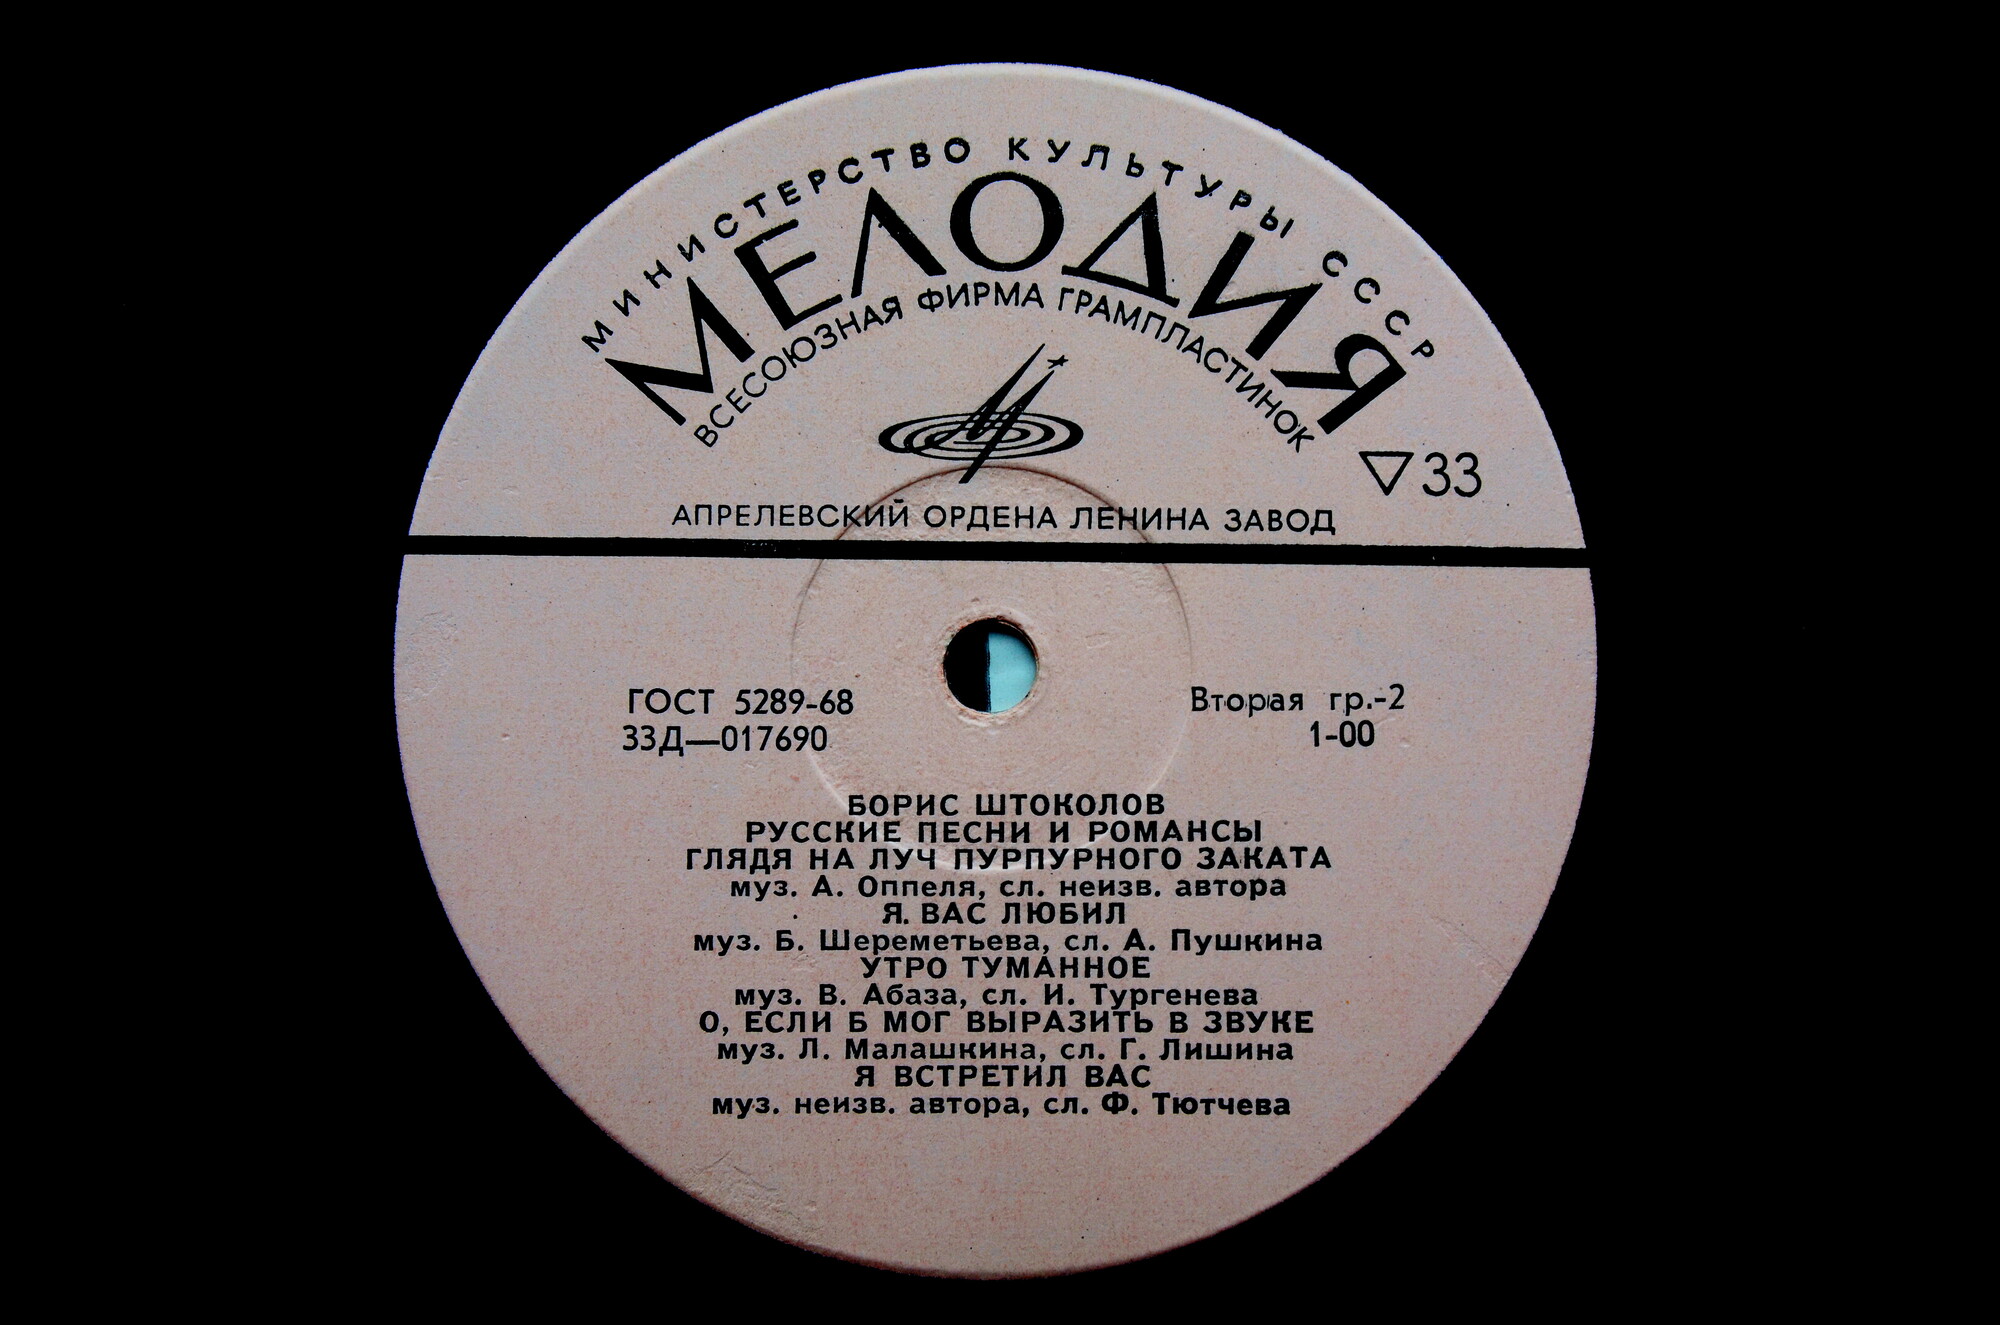 МИНИСТЕРСТВО КУЛЬТУРЫ СССР
МЕЛОДИЯ
ВСЕСОЮЗНАЯ ФИРМА ГРАМПЛАСТИНОК
▽33
АПРЕЛЕВСКИЙ ОРДЕНА ЛЕНИНА ЗАВОД
ГОСТ 5289-68
Вторая гр.-2
33Д—017690
1-00
БОРИС ШТОКОЛОВ
РУССКИЕ ПЕСНИ И РОМАНСЫ
ГЛЯДЯ НА ЛУЧ ПУРПУРНОГО ЗАКАТА
муз. А. Оппеля, сл. неизв. автора
Я. ВАС ЛЮБИЛ
муз. Б. Шереметьева, сл. А. Пушкина
УТРО ТУМАННОЕ
муз. В. Абаза, сл. И. Тургенева
О, ЕСЛИ Б МОГ ВЫРАЗИТЬ В ЗВУКЕ
муз. Л. Малашкина, сл. Г. Лишина
Я ВСТРЕТИЛ ВАС
муз. неизв. автора, сл. Ф. Тютчева